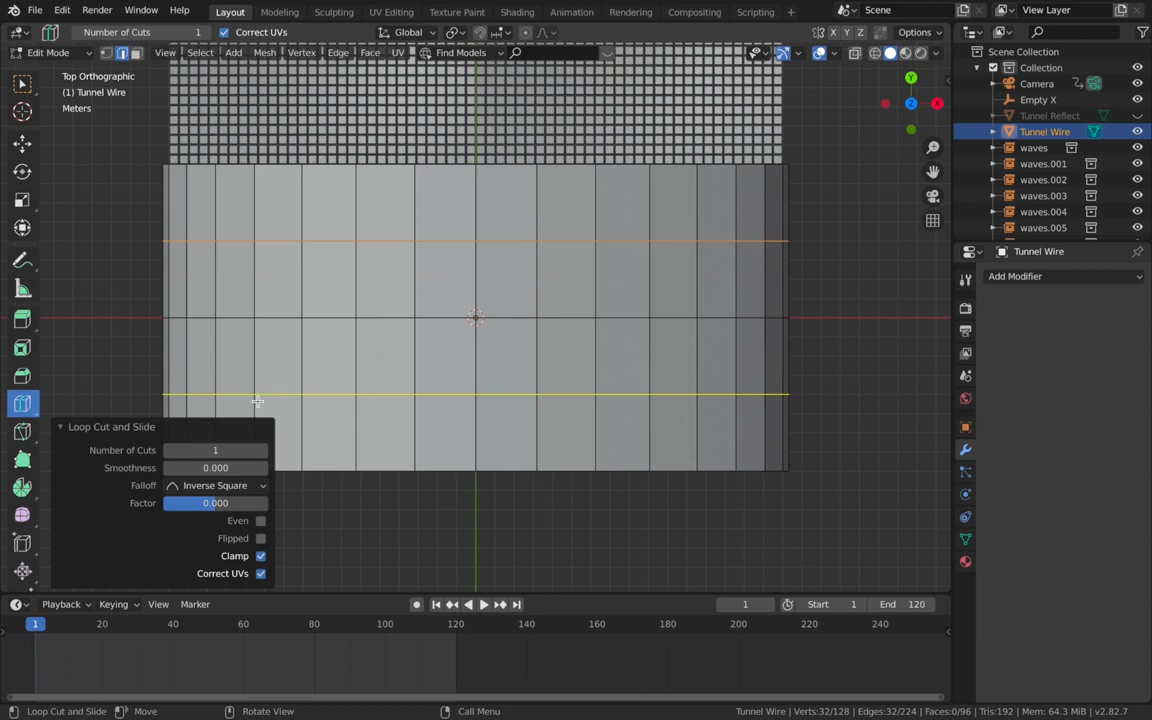 File Edit Render Window Help Layout Modeling Sculpting UV Editing Texture Paint Shading Animation Rendering Compositing Scripting Scene View Layer
Number of Cuts 1 Correct UVs Global X Y Z Options
Edit Mode View Select Add Mesh Vertex Edge Face UV Find Models
Top Orthographic
(1) Tunnel Wire
Meters
Y
Z
X
Loop Cut and Slide
Number of Cuts 1
Smoothness 0.000
Falloff Inverse Square
Factor 0.000
Even
Flipped
Clamp
Correct UVs
Scene Collection
Collection
Camera
Empty X
Tunnel Reflect
Tunnel Wire
waves
waves.001
waves.002
waves.003
waves.004
waves.005
Tunnel Wire
Add Modifier
Playback Keying View Marker 1 Start 1 End 120
1 20 40 60 80 100 120 140 160 180 200 220 240
Loop Cut and Slide Move Rotate View Call Menu Tunnel Wire | Verts:32/128 | Edges:32/224 | Faces:0/96 | Tris:192 | Mem: 64.3 MiB | v2.82.7